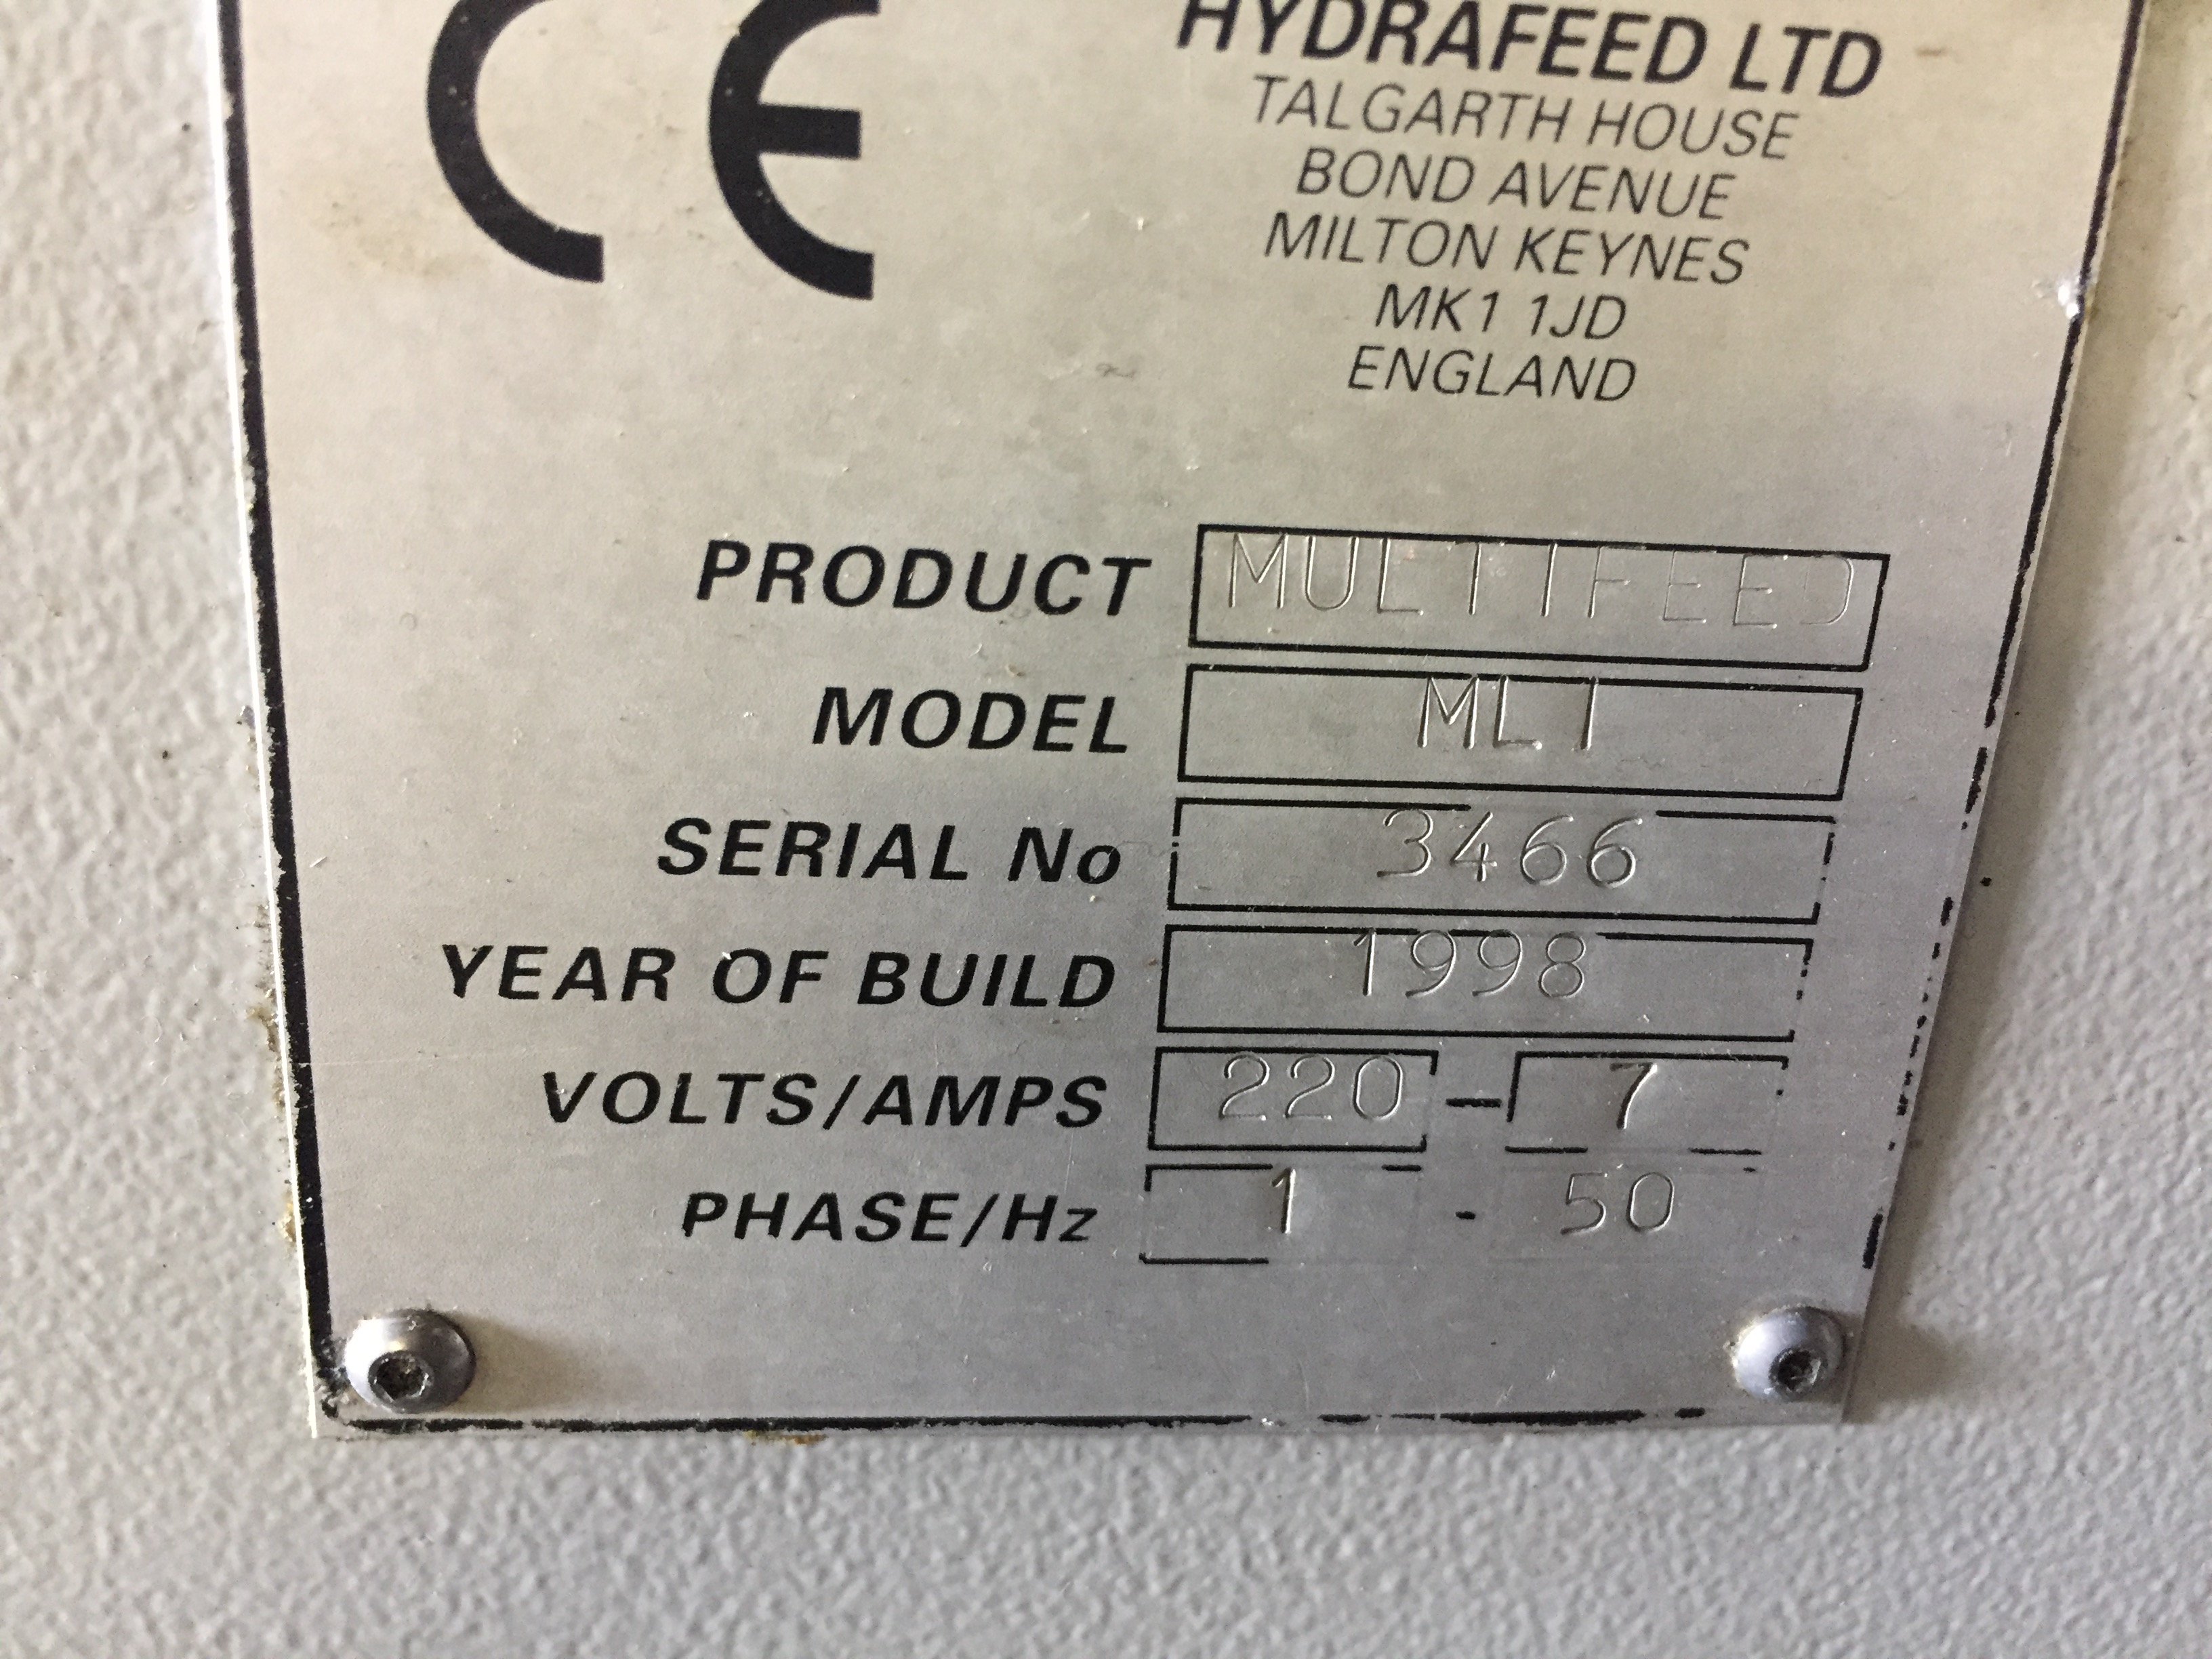 CE
HYDRAFEED LTD
TALGARTH HOUSE
BOND AVENUE
MILTON KEYNES
MK1 1JD
ENGLAND
PRODUCT MULTIFEED
MODEL ML1
SERIAL No 3466
YEAR OF BUILD 1998
VOLTS/AMPS 220 - 7
PHASE/Hz 1 - 50